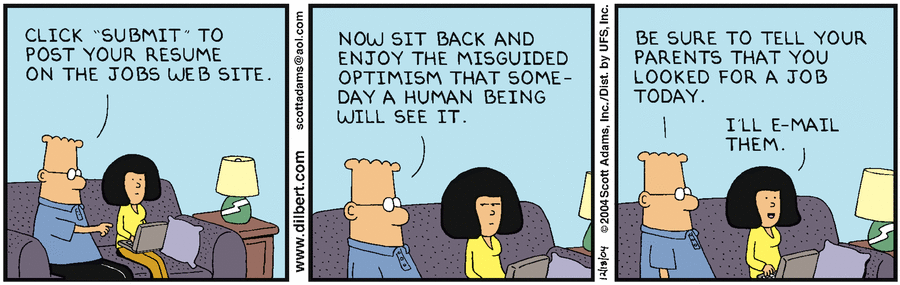 CLICK "SUBMIT" TO
POST YOUR RESUME
ON THE JOBS WEB SITE.
www.dilbert.com scottadams@aol.com
NOW SIT BACK AND
ENJOY THE MISGUIDED
OPTIMISM THAT SOME-
DAY A HUMAN BEING
WILL SEE IT.
12/18/04 © 2004 Scott Adams, Inc./Dist. by UFS, Inc.
BE SURE TO TELL YOUR
PARENTS THAT YOU
LOOKED FOR A JOB
TODAY.
I'LL E-MAIL
THEM.